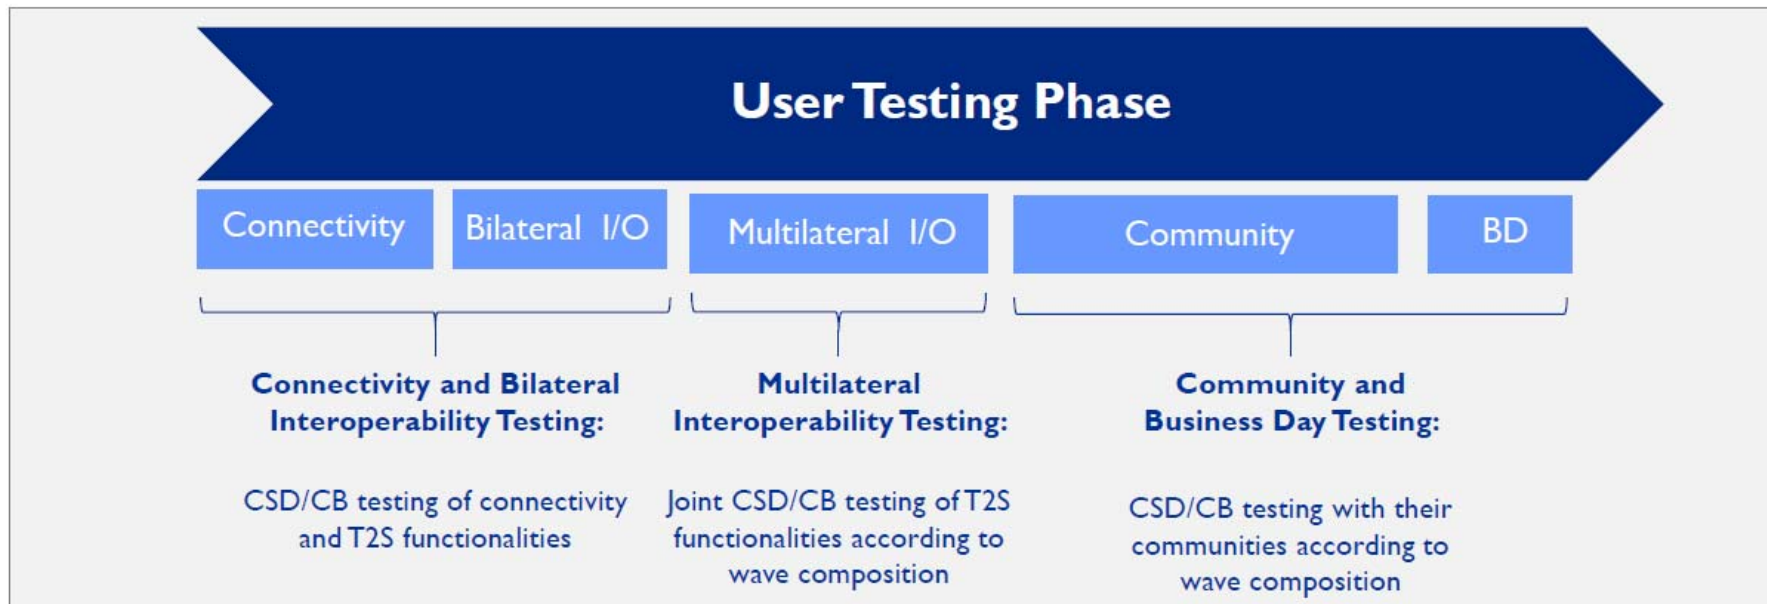 User Testing Phase
Connectivity
Bilateral I/O
Multilateral I/O
Community
BD
Connectivity and Bilateral
Interoperability Testing:
CSD/CB testing of connectivity
and T2S functionalities
Multilateral
Interoperability Testing:
Joint CSD/CB testing of T2S
functionalities according to
wave composition
Community and
Business Day Testing:
CSD/CB testing with their
communities according to
wave composition